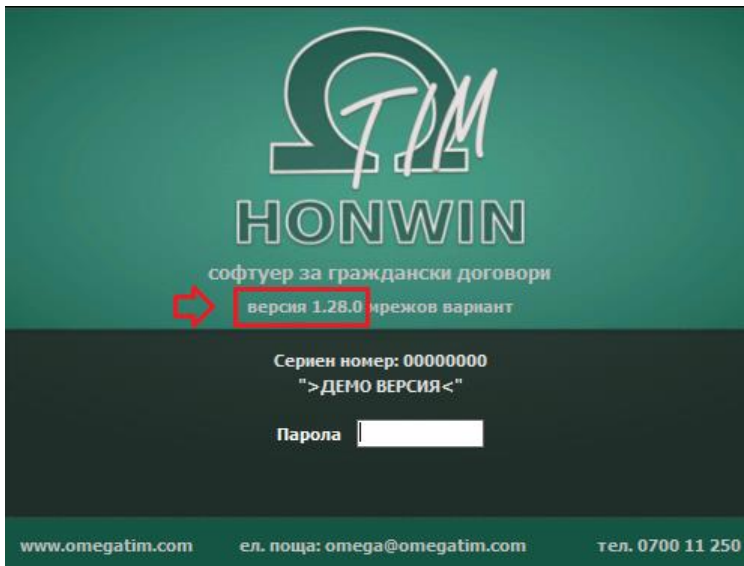 Ω TIM
HONWIN
софтуер за граждански договори
версия 1.28.0 мрежов вариант
Сериен номер: 00000000
">ДЕМО ВЕРСИЯ<"
Парола
www.omegatim.com ел. поща: omega@omegatim.com тел. 0700 11 250